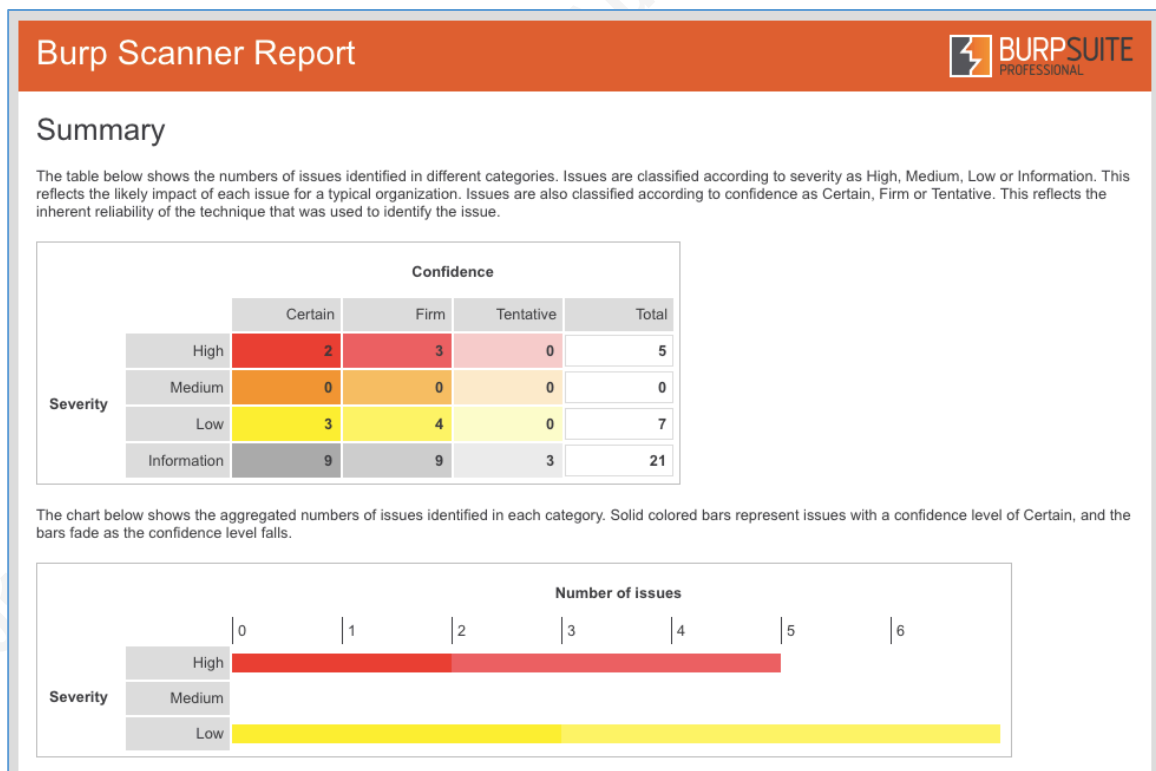 Burp Scanner Report
BURPSUITE
PROFESSIONAL
Summary
The table below shows the numbers of issues identified in different categories. Issues are classified according to severity as High, Medium, Low or Information. This
reflects the likely impact of each issue for a typical organization. Issues are also classified according to confidence as Certain, Firm or Tentative. This reflects the
inherent reliability of the technique that was used to identify the issue.
Confidence
Certain Firm Tentative Total
High 2 3 0 5
Medium 0 0 0 0
Severity
Low 3 4 0 7
Information 9 9 3 21
The chart below shows the aggregated numbers of issues identified in each category. Solid colored bars represent issues with a confidence level of Certain, and the
bars fade as the confidence level falls.
Number of issues
0 1 2 3 4 5 6
High
Severity Medium
Low